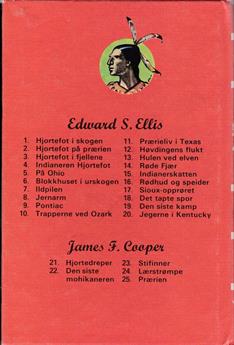 Edward S. Ellis
1. Hjortefot i skogen
2. Hjortefot på prærien
3. Hjortefot i fjellene
4. Indianeren Hjortefot
5. På Ohio
6. Blokkhuset i urskogen
7. Ildpilen
8. Jernarm
9. Pontiac
10. Trapperne ved Ozark
11. Prærieliv i Texas
12. Høvdingens flukt
13. Hulen ved elven
14. Røde Fjær
15. Indianerskatten
16. Rødhud og speider
17. Sioux-opprøret
18. Det tapte spor
19. Den siste kamp
20. Jegerne i Kentucky
James F. Cooper
21. Hjortedreper
22. Den siste
mohikaneren
23. Stifinner
24. Lærstrømpe
25. Prærien